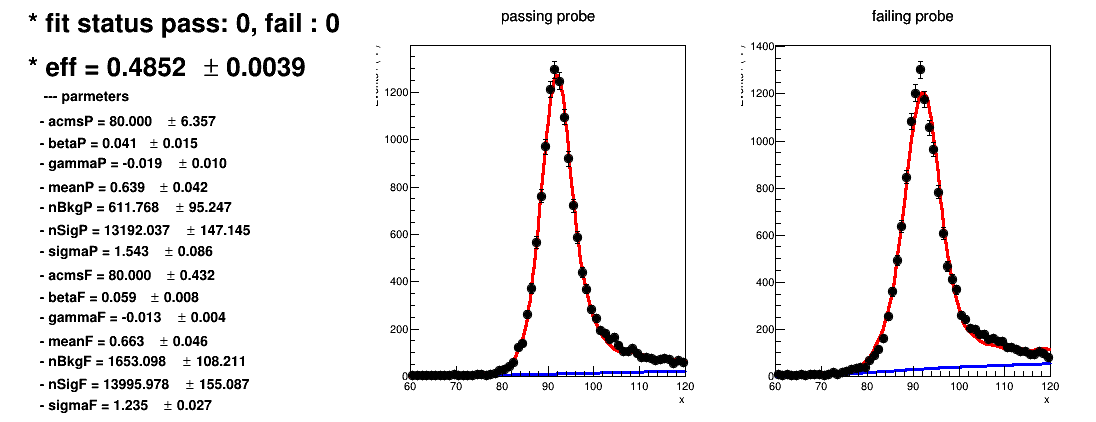 * fit status pass: 0, fail : 0
* eff = 0.4852 ± 0.0039
--- parmeters
- acmsP = 80.000 ± 6.357
- betaP = 0.041 ± 0.015
- gammaP = -0.019 ± 0.010
- meanP = 0.639 ± 0.042
- nBkgP = 611.768 ± 95.247
- nSigP = 13192.037 ± 147.145
- sigmaP = 1.543 ± 0.086
- acmsF = 80.000 ± 0.432
- betaF = 0.059 ± 0.008
- gammaF = -0.013 ± 0.004
- meanF = 0.663 ± 0.046
- nBkgF = 1653.098 ± 108.211
- nSigF = 13995.978 ± 155.087
- sigmaF = 1.235 ± 0.027
passing probe
1200
1000
800
600
400
200
0
60 70 80 90 100 110 120
x
failing probe
1400
1200
1000
800
600
400
200
0
60 70 80 90 100 110 120
x